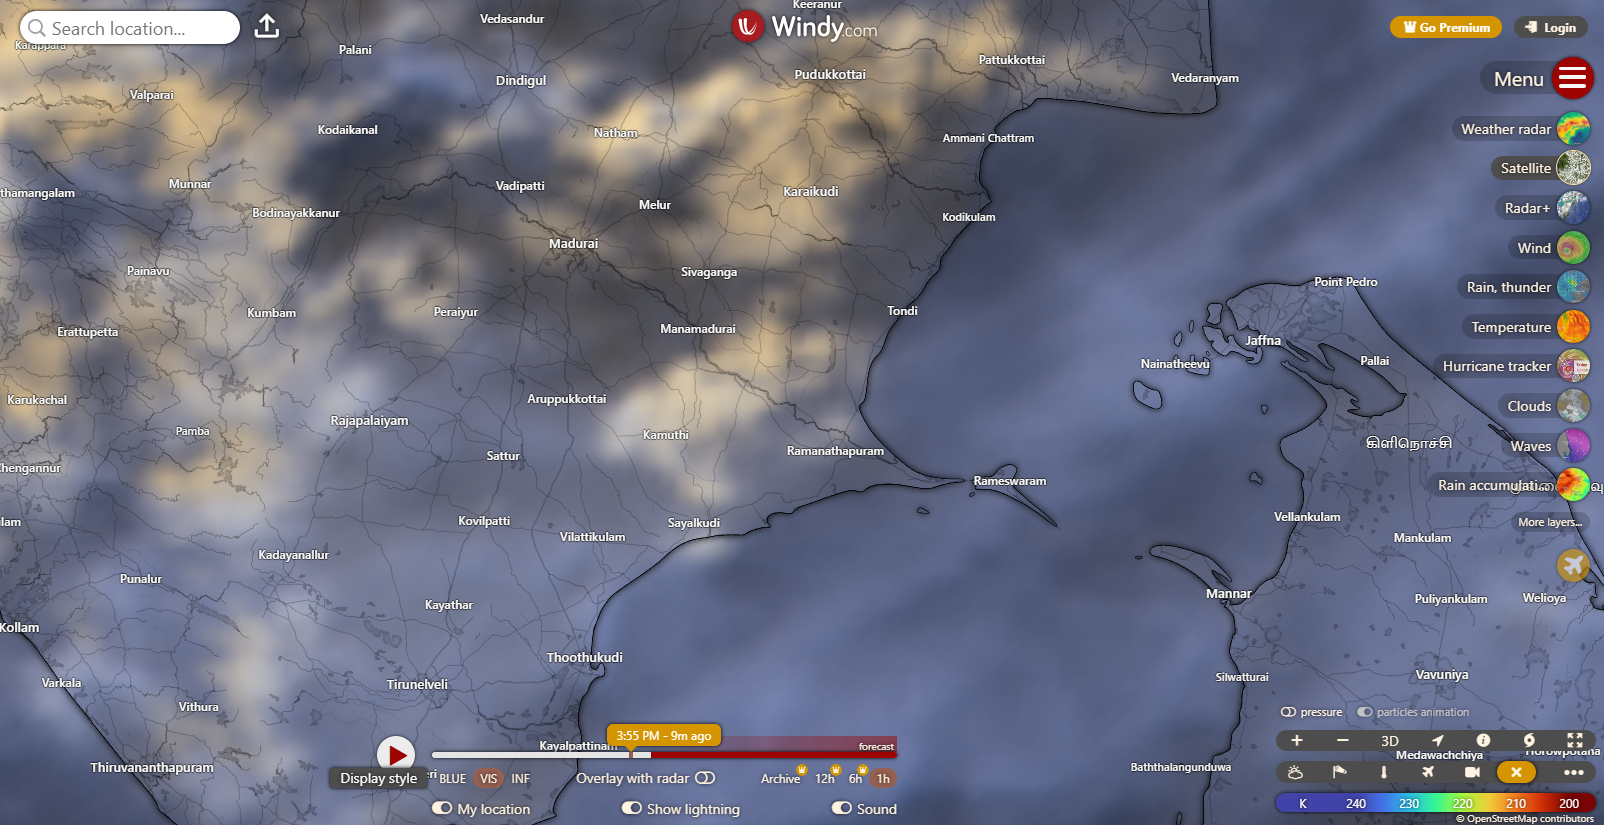 Search location...
Windy.com
Go Premium
Login
Menu
Weather radar
Satellite
Radar+
Wind
Rain, thunder
Temperature
Hurricane tracker
Clouds
Waves
More layers...
Keeranur
Vedasandur
Karappara
Palani
Pattukkottai
Dindigul
Pudukkottai
Vedaranyam
Valparai
Kodaikanal
Natham
Ammani Chattram
Munnar
Vadipatti
Karaikudi
thamangalam
Melur
Bodinayakkanur
Kodikulam
Madurai
Painavu
Sivaganga
Point Pedro
Kumbam
Peraiyur
Tondi
Erattupetta
Manamadurai
Jaffna
Nainatheevu
Pallai
Karukachal
Aruppukkottai
Rajapalaiyam
Pamba
Kamuthi
கிளிநொச்சி
Sattur
Ramanathapuram
Chengannur
Rameswaram
Rain accumulati
lam
Kovilpatti
Sayalkudi
Vellankulam
Vilattikulam
Mankulam
Kadayanallur
Punalur
Mannar
Puliyankulam
Welioya
Kayathar
Kollam
Thoothukudi
Varkala
Tirunelveli
Silwatturai
Vavuniya
Vithura
pressure
particles animation
3:55 PM - 9m ago
Kayalpattinam
forecast
3D
Medawachchiya
Horowpotana
Thiruvananthapuram
Baththalangunduwa
Display style
eri
BLUE
VIS
INF
Overlay with radar
Archive
12h
6h
1h
My location
Show lightning
Sound
K 240 230 220 210 200
© OpenStreetMap contributors